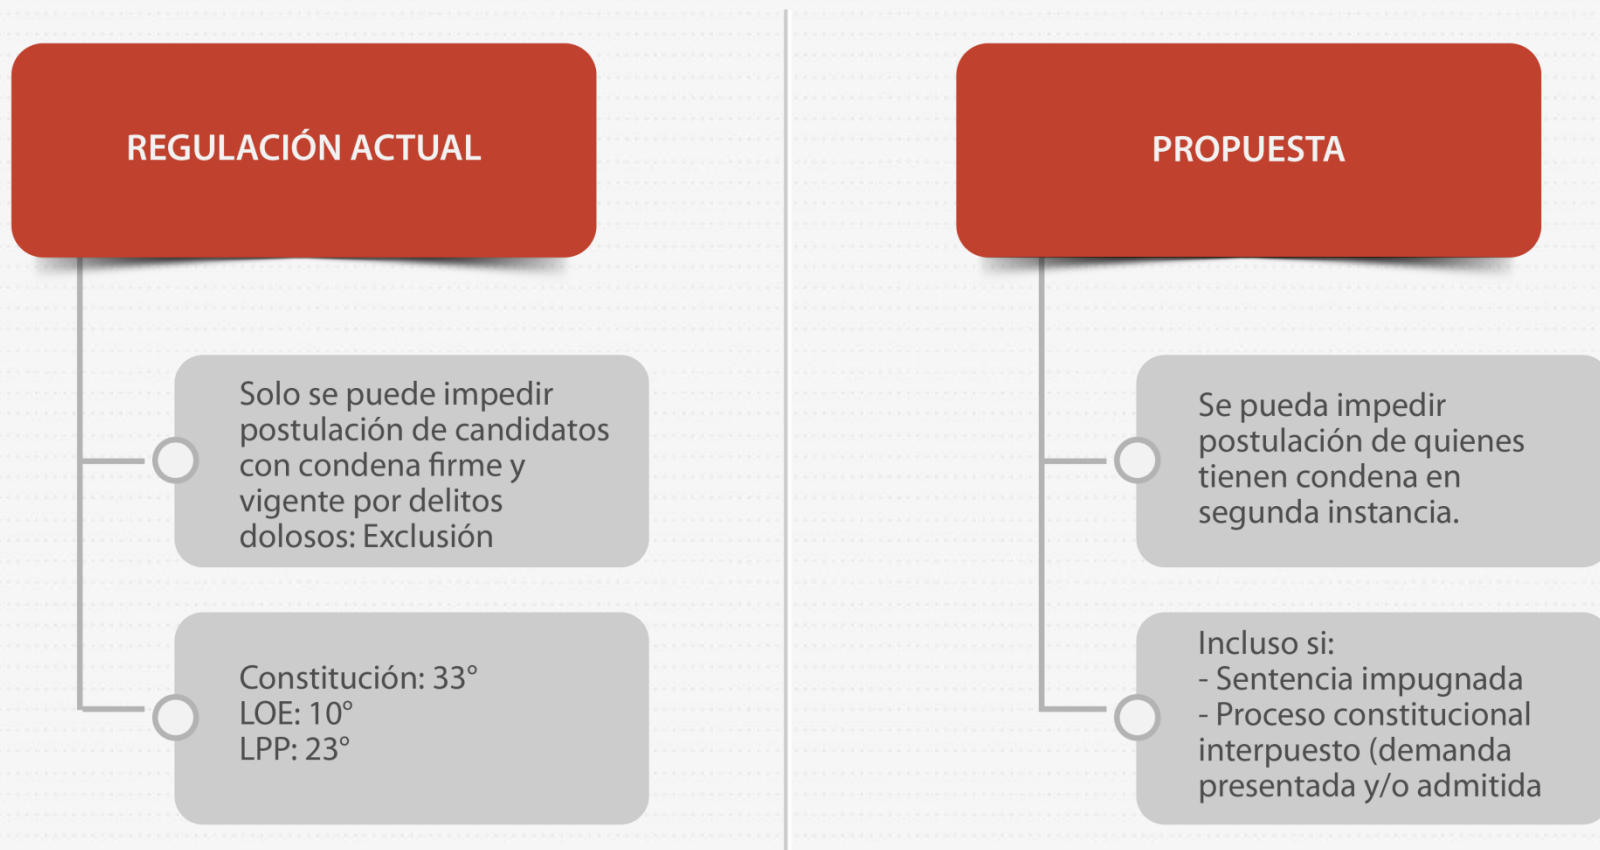 REGULACIÓN ACTUAL
Solo se puede impedir
postulación de candidatos
con condena firme y
vigente por delitos
dolosos: Exclusión
Constitución: 33°
LOE: 10°
LPP: 23°
PROPUESTA
Se pueda impedir
postulación de quienes
tienen condena en
segunda instancia.
Incluso si:
- Sentencia impugnada
- Proceso constitucional
interpuesto (demanda
presentada y/o admitida